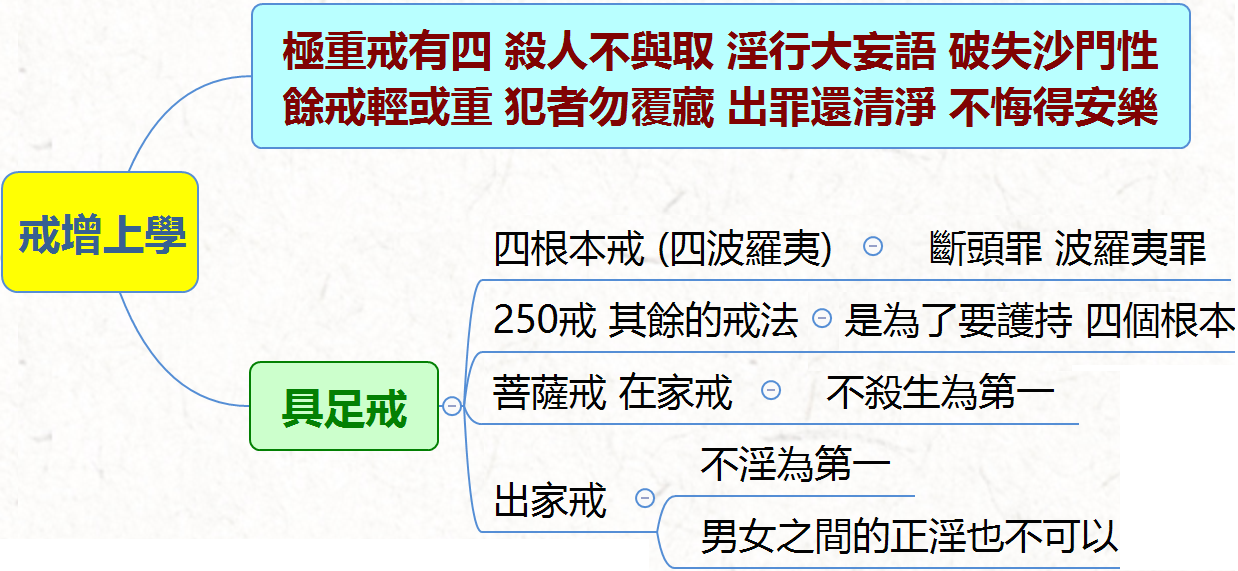 極重戒有四 殺人不與取 淫行大妄語 破失沙門性
餘戒輕或重 犯者勿覆藏 出罪還清淨 不悔得安樂
戒增上學
四根本戒 (四波羅夷) 斷頭罪 波羅夷罪
250戒 其餘的戒法 是為了要護持 四個根本
菩薩戒 在家戒 不殺生為第一
具足戒
不淫為第一
出家戒
男女之間的正淫也不可以